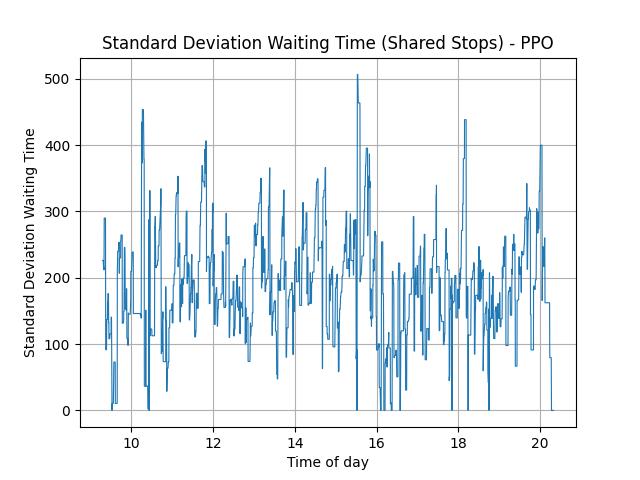 Standard Deviation Waiting Time (Shared Stops) - PPO
Standard Deviation Waiting Time
500
400
300
200
100
0
10 12 14 16 18 20
Time of day